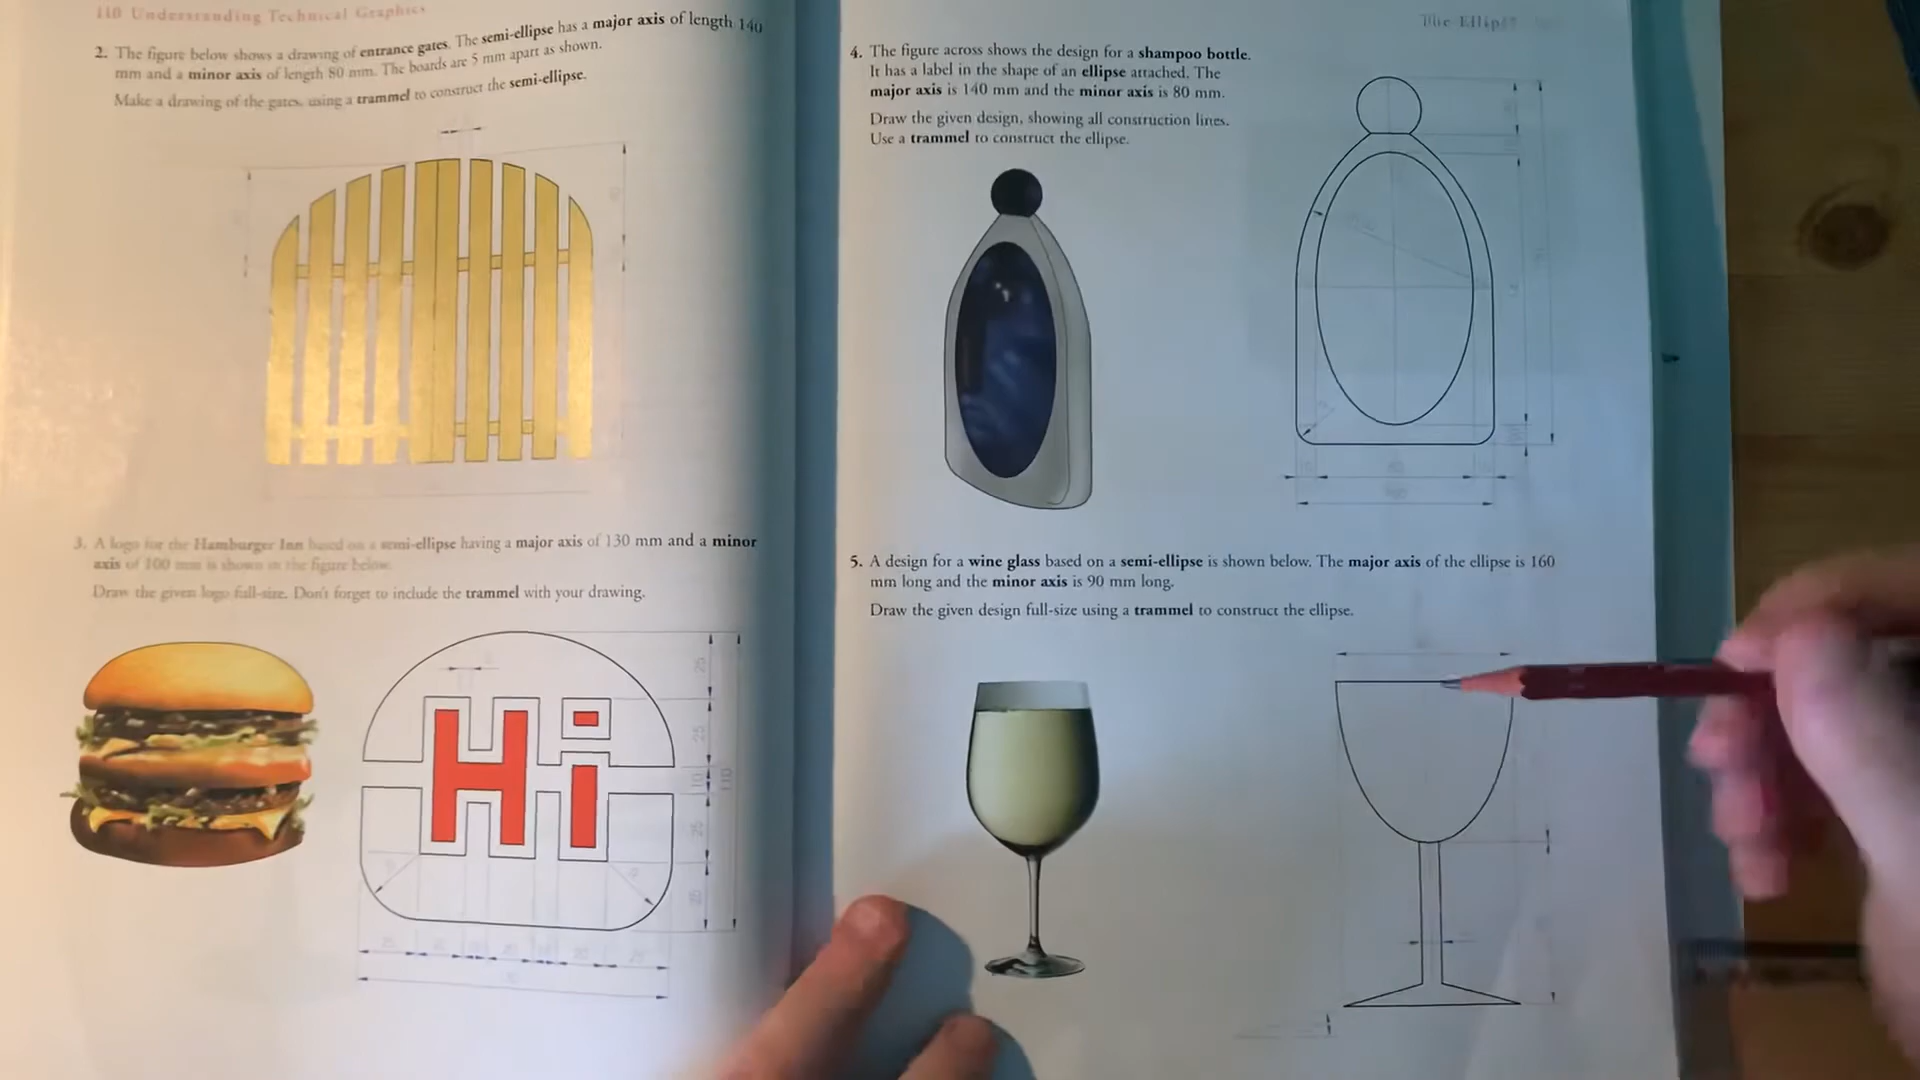 110 Understanding Technical Graphics
2. The figure below shows a drawing of entrance gates. The semi-ellipse has a major axis of length 140
mm and a minor axis of length 80 mm. The boards are 5 mm apart as shown.
Make a drawing of the gates, using a trammel to construct the semi-ellipse.
3. A logo for the Hamburger Inn based on a semi-ellipse having a major axis of 130 mm and a minor
axis of 100 mm is shown in the figure below.
Draw the given logo full-size. Don't forget to include the trammel with your drawing.
Hi
25
25
10
110
25
25
The Ellipse
4. The figure across shows the design for a shampoo bottle.
It has a label in the shape of an ellipse attached. The
major axis is 140 mm and the minor axis is 80 mm.
Draw the given design, showing all construction lines.
Use a trammel to construct the ellipse.
5. A design for a wine glass based on a semi-ellipse is shown below. The major axis of the ellipse is 160
mm long and the minor axis is 90 mm long.
Draw the given design full-size using a trammel to construct the ellipse.